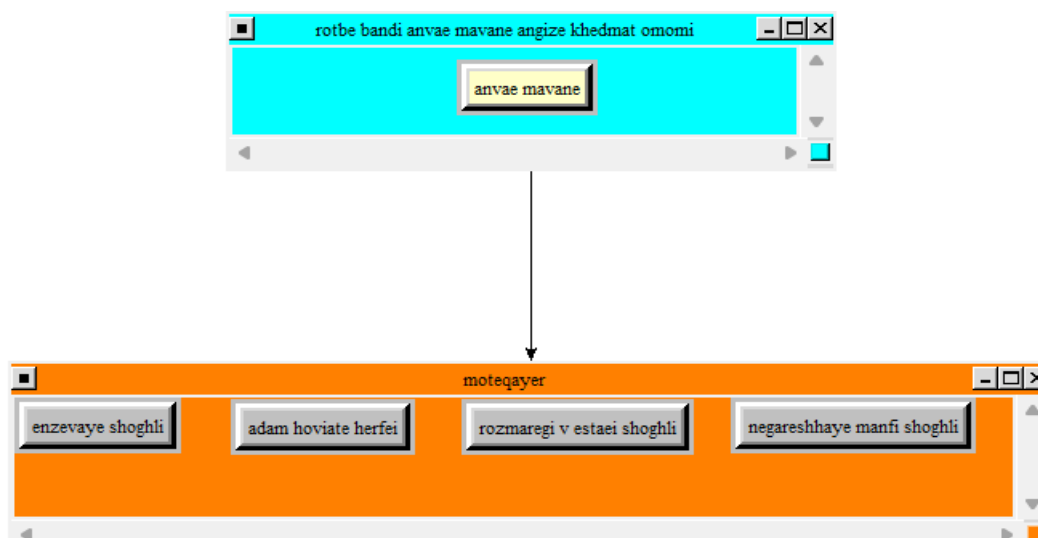 rotbe bandi anvae mavane angize khedmat omomi
anvae mavane
moteqayer
enzevaye shoghli
adam hoviate herfei
rozmaregi v estaei shoghli
negareshhaye manfi shoghli